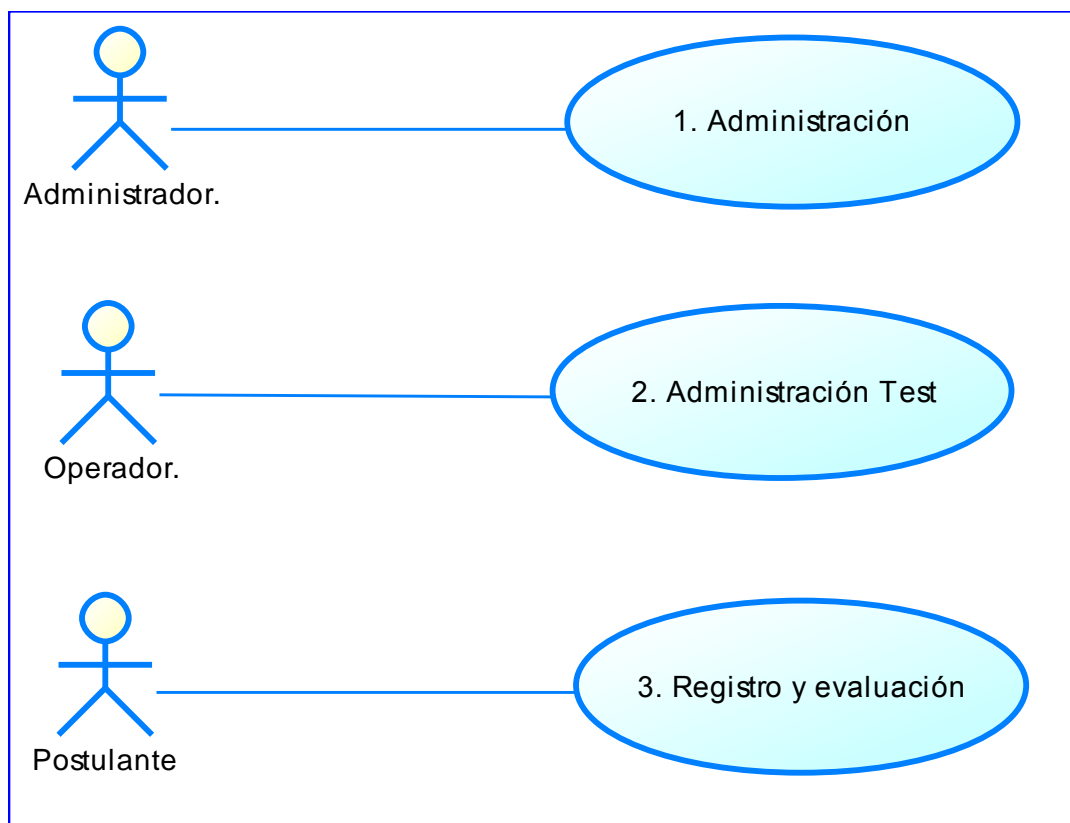 1. Administración
Administrador.
2. Administración Test
Operador.
3. Registro y evaluación
Postulante